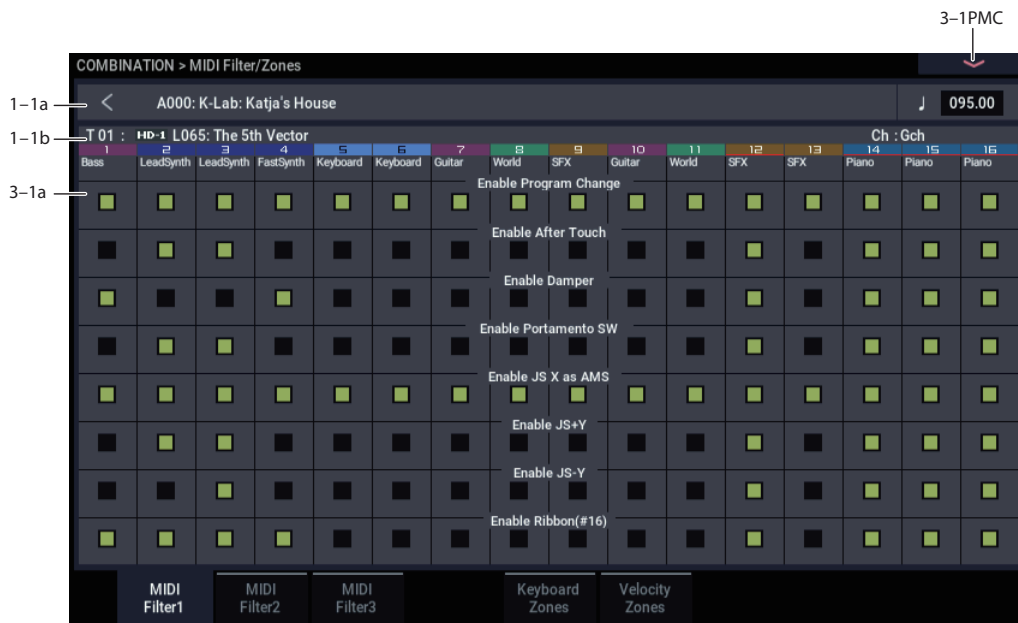 3–1PMC
COMBINATION > MIDI Filter/Zones
1–1a
A000: K-Lab: Katja's House
♩ 095.00
1–1b
T 01 : HD-1 L065: The 5th Vector Ch : Gch
1 2 3 4 5 6 7 8 9 10 11 12 13 14 15 16
Bass LeadSynth LeadSynth FastSynth Keyboard Keyboard Guitar World SFX Guitar World SFX SFX Piano Piano Piano
3–1a
Enable Program Change
Enable After Touch
Enable Damper
Enable Portamento SW
Enable JS X as AMS
Enable JS+Y
Enable JS-Y
Enable Ribbon(#16)
MIDI Filter1
MIDI Filter2
MIDI Filter3
Keyboard Zones
Velocity Zones